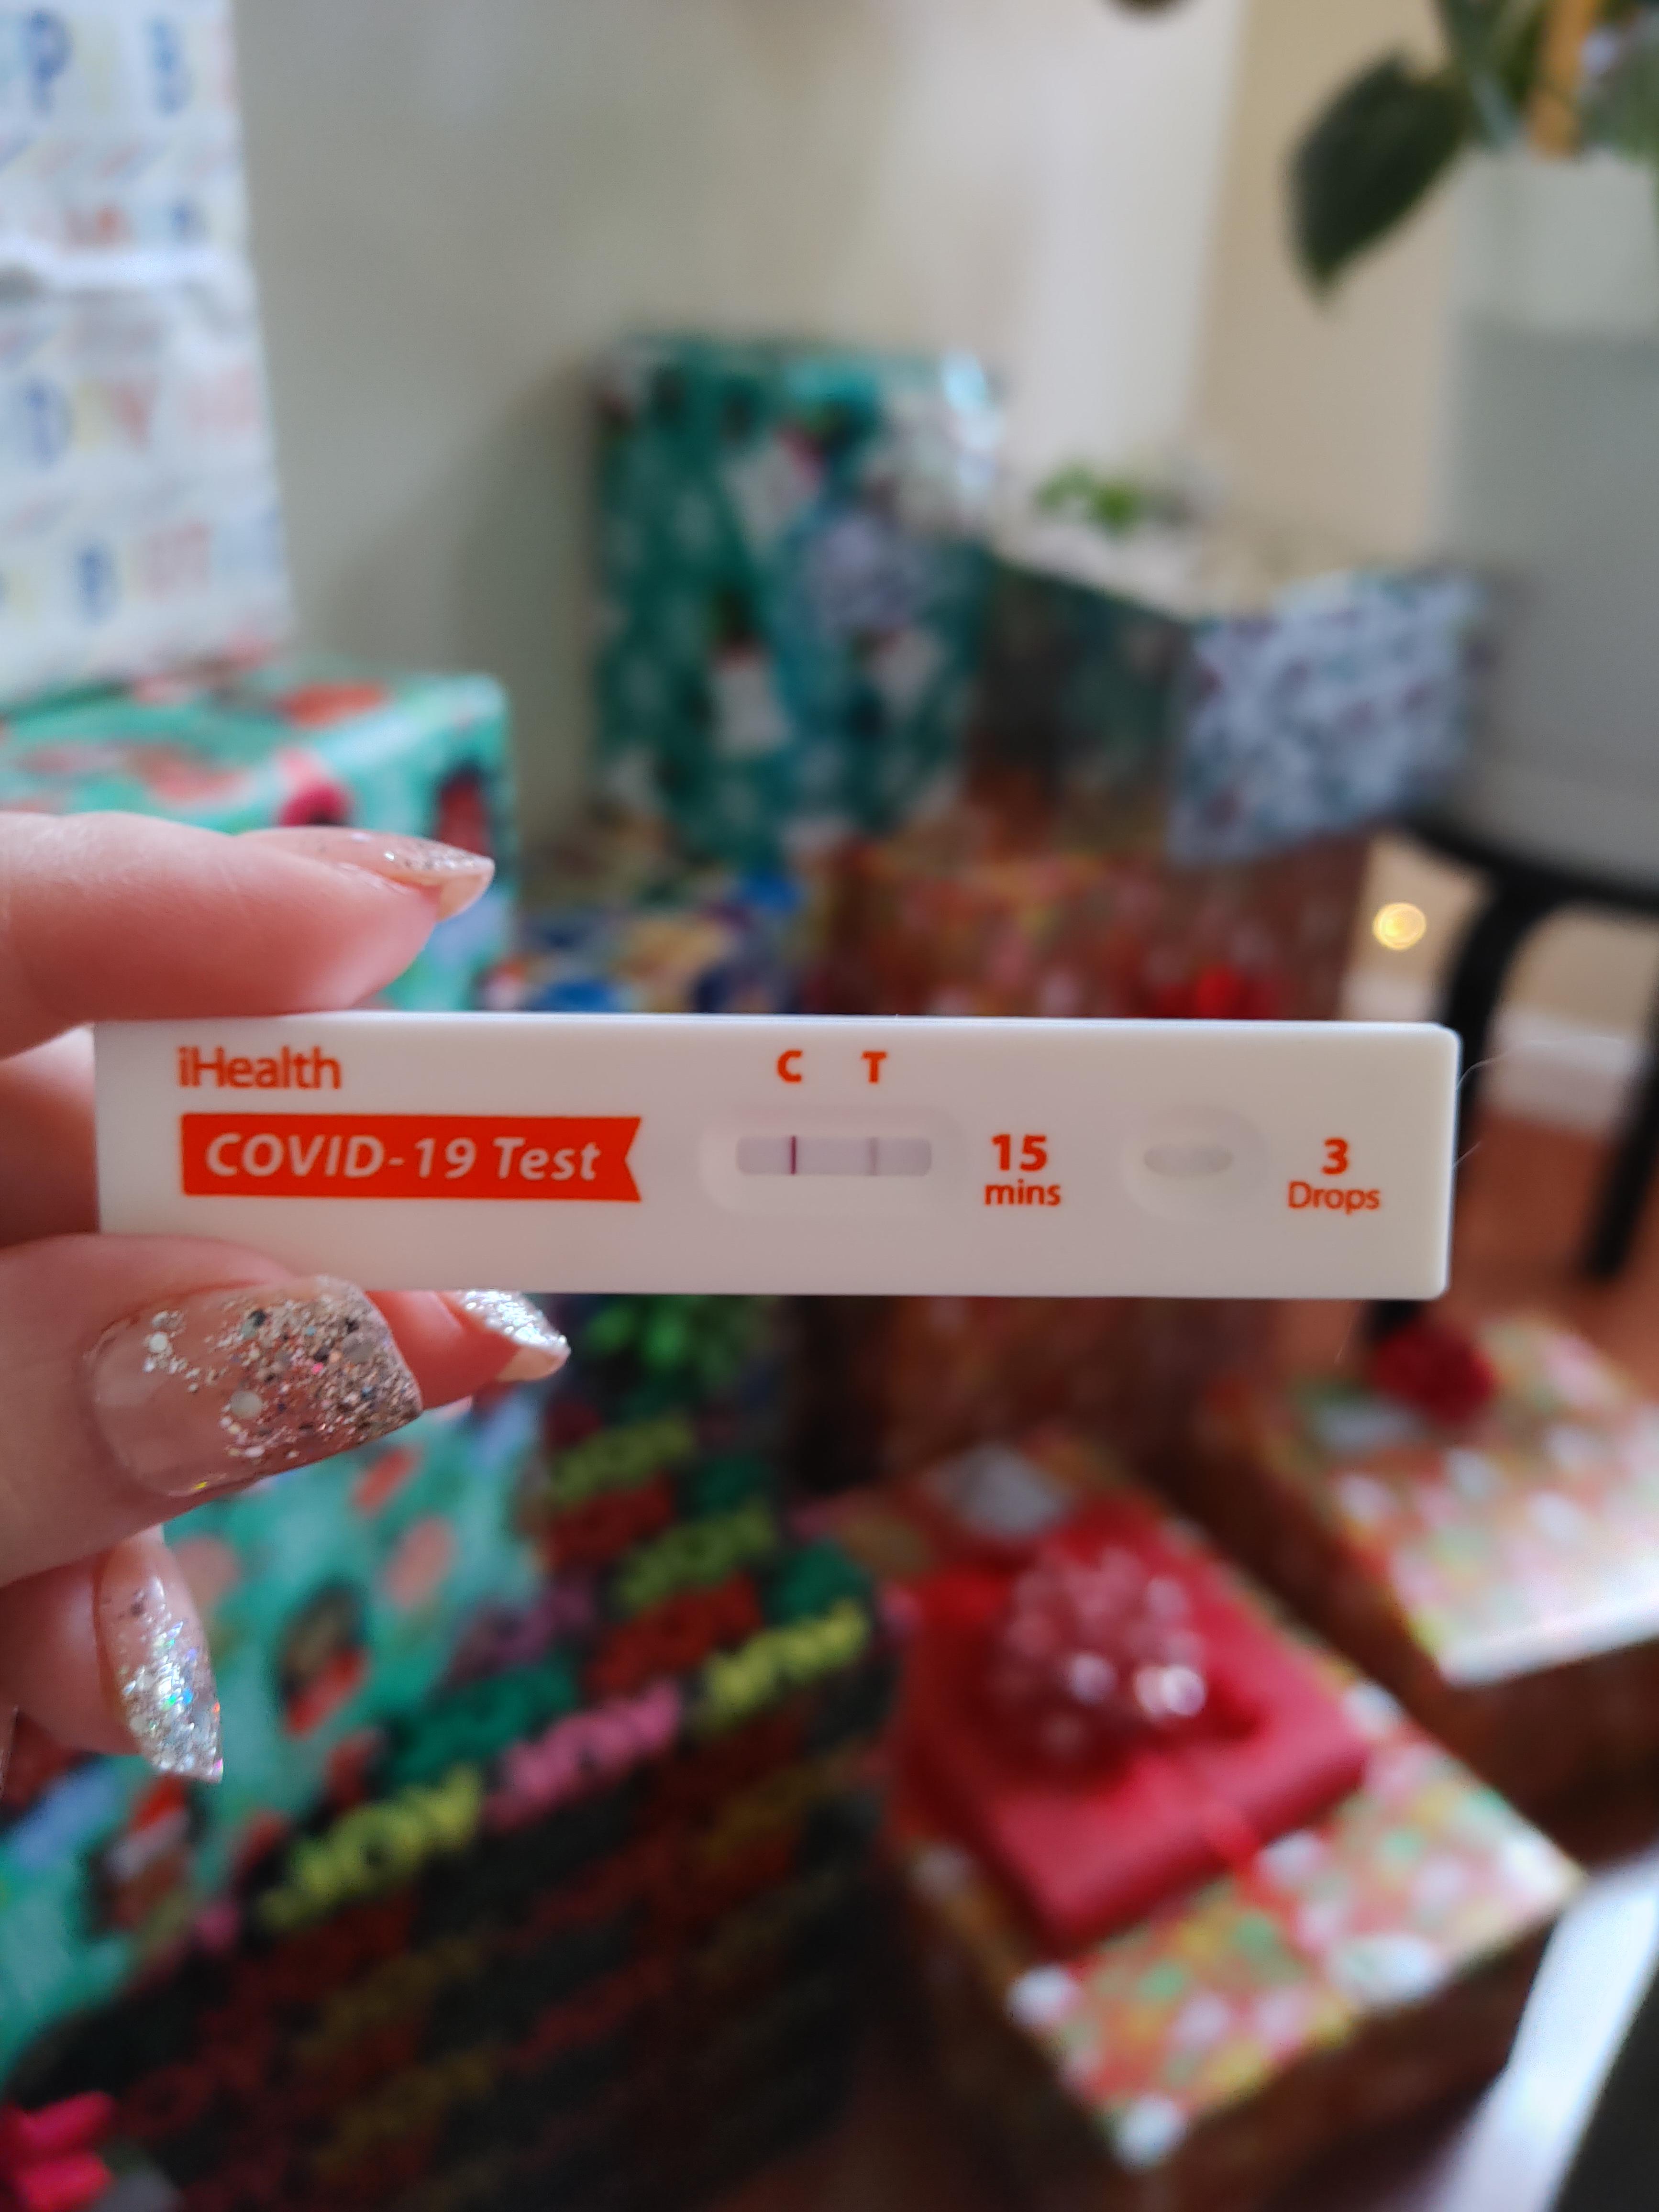 iHealth
COVID-19 Test
C T
15
mins
3
Drops